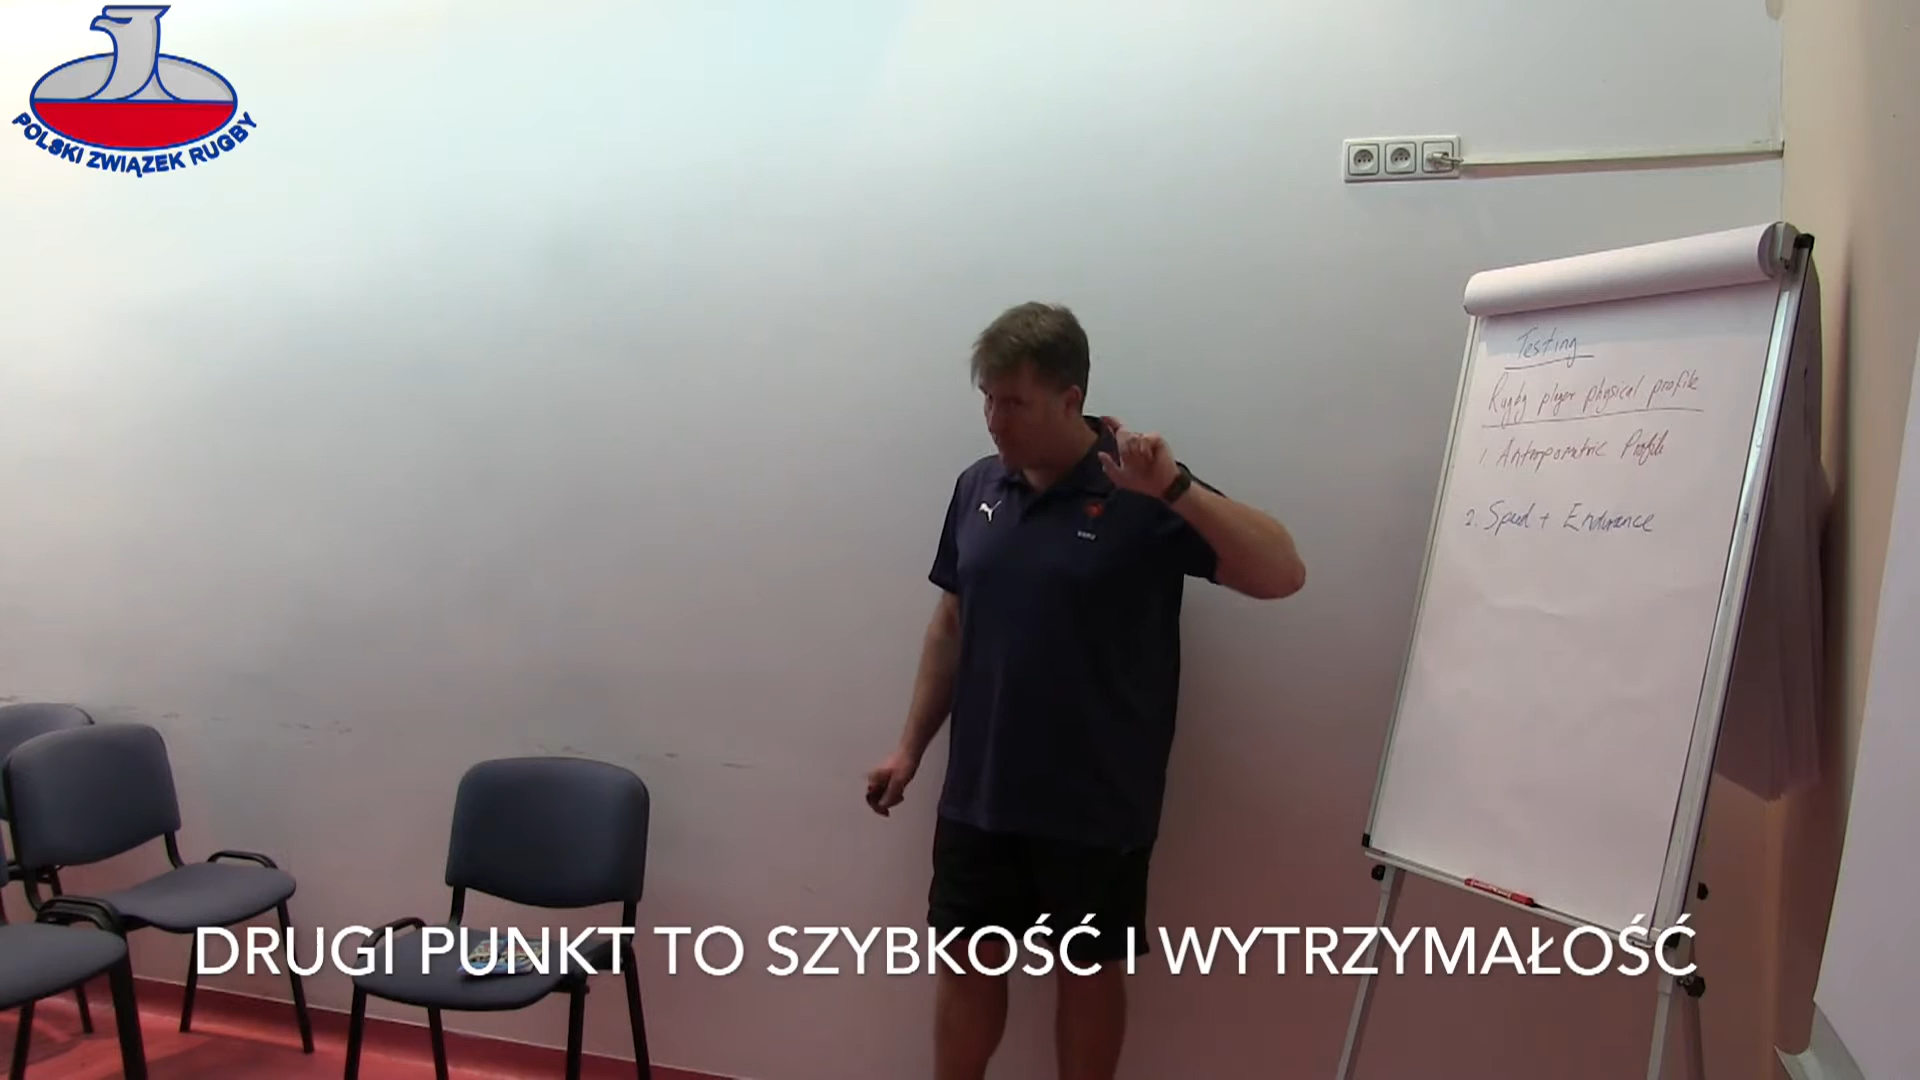 POLSKI ZWIĄZEK RUGBY
Testing
Rugby player physical profile
1. Antropometric Profile
2. Speed + Endurance
DRUGI PUNKT TO SZYBKOŚĆ I WYTRZYMAŁOŚĆ